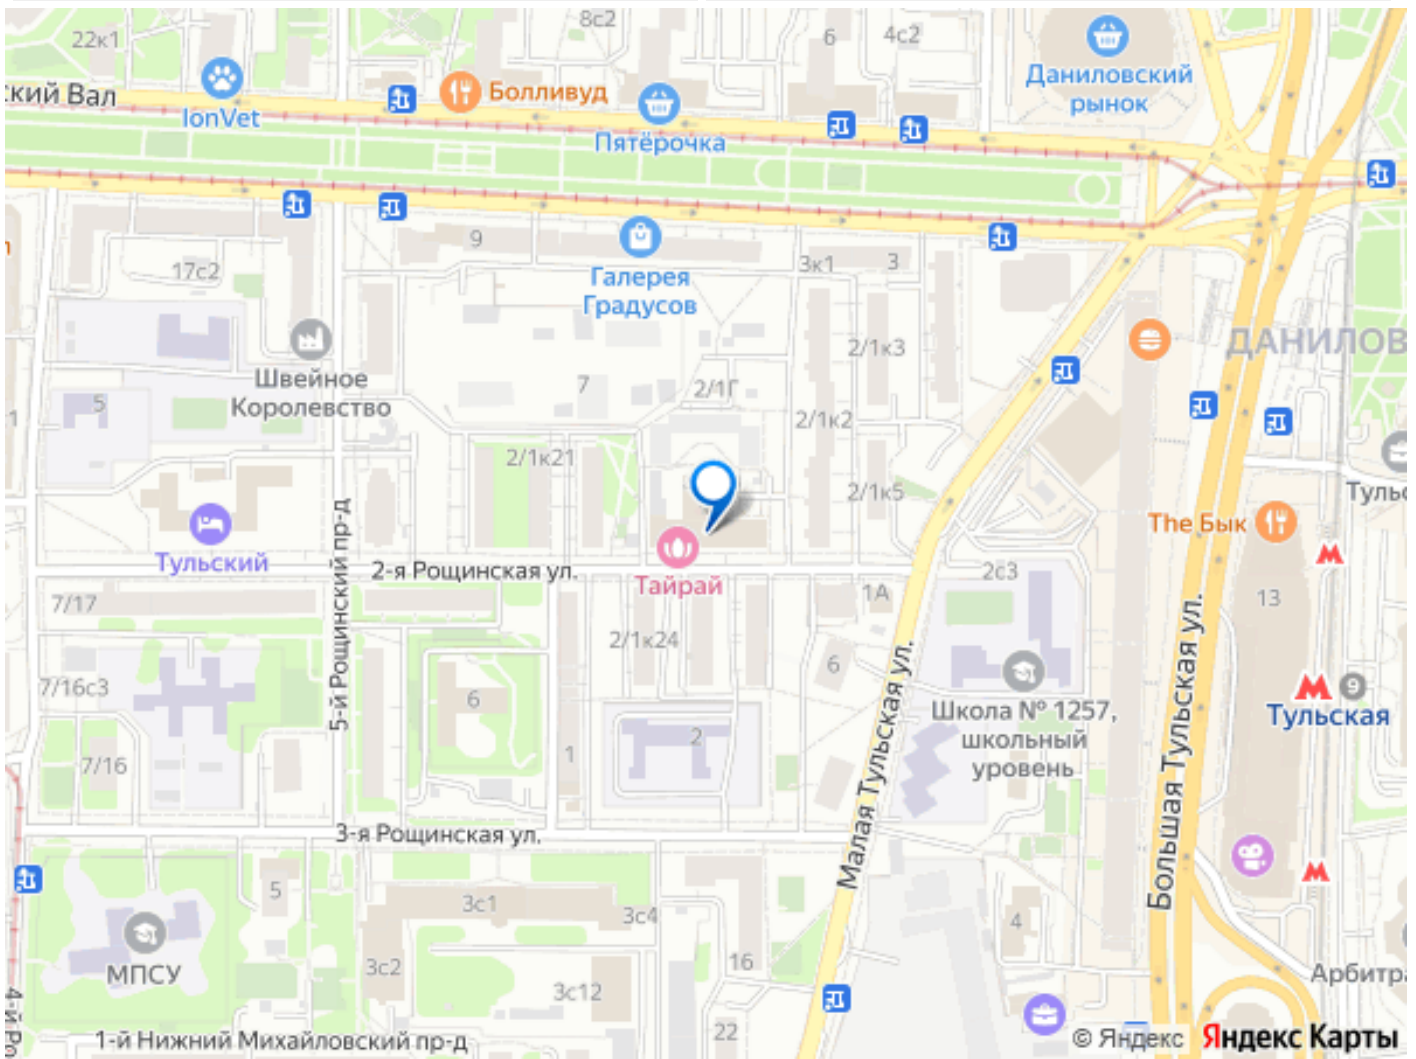 8с2
22к1
6
4с2
Даниловский
рынок
ский Вал
IonVet
Болливуд
Пятёрочка
9
Галерея
Градусов
3к1
3
17с2
ДАНИЛОВ
2/1к3
Швейное
Королевство
7
2/1Г
5
2/1к2
2/1к21
2/1к5
Тульс
The Бык
Тульский
5-й Рощинский пр-д
2-я Рощинская ул.
Тайрай
2с3
1А
13
7/17
2/1к24
6
Малая Тульская ул.
Большая Тульская ул.
7/16с3
6
9
Тульская
Школа № 1257,
школьный
уровень
2
1
7/16
3-я Рощинская ул.
5
3с1
3с4
4
МПСУ
3с2
16
Арбитра
3с12
4-й Ро
22
1-й Нижний Михайловский пр-д
© Яндекс Яндекс Карты